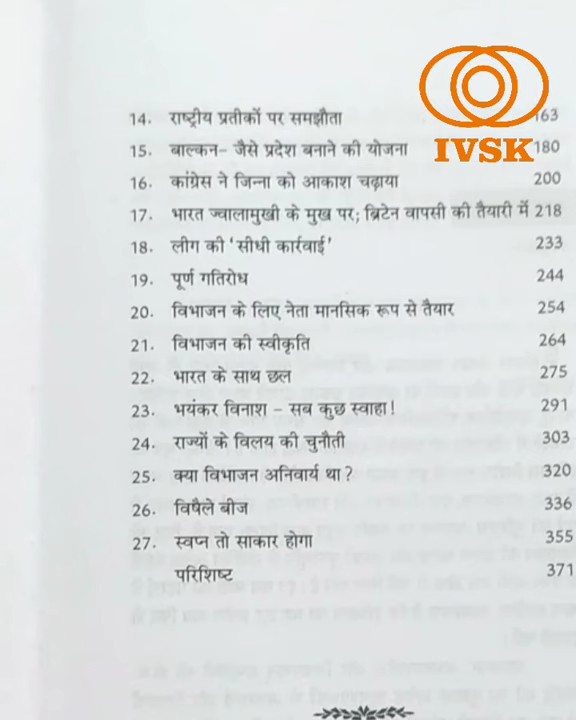 14. राष्ट्रीय प्रतीकों पर समझौता 163
15. बाल्कन- जैसे प्रदेश बनाने की योजना 180
16. कांग्रेस ने जिन्ना को आकाश चढ़ाया 200
17. भारत ज्वालामुखी के मुख पर; ब्रिटेन वापसी की तैयारी में 218
18. लीग की 'सीधी कार्रवाई' 233
19. पूर्ण गतिरोध 244
20. विभाजन के लिए नेता मानसिक रूप से तैयार 254
21. विभाजन की स्वीकृति 264
22. भारत के साथ छल 275
23. भयंकर विनाश - सब कुछ स्वाहा! 291
24. राज्यों के विलय की चुनौती 303
25. क्या विभाजन अनिवार्य था? 320
26. विषैले बीज 336
27. स्वप्न तो साकार होगा 355
परिशिष्ट 371
IVSK